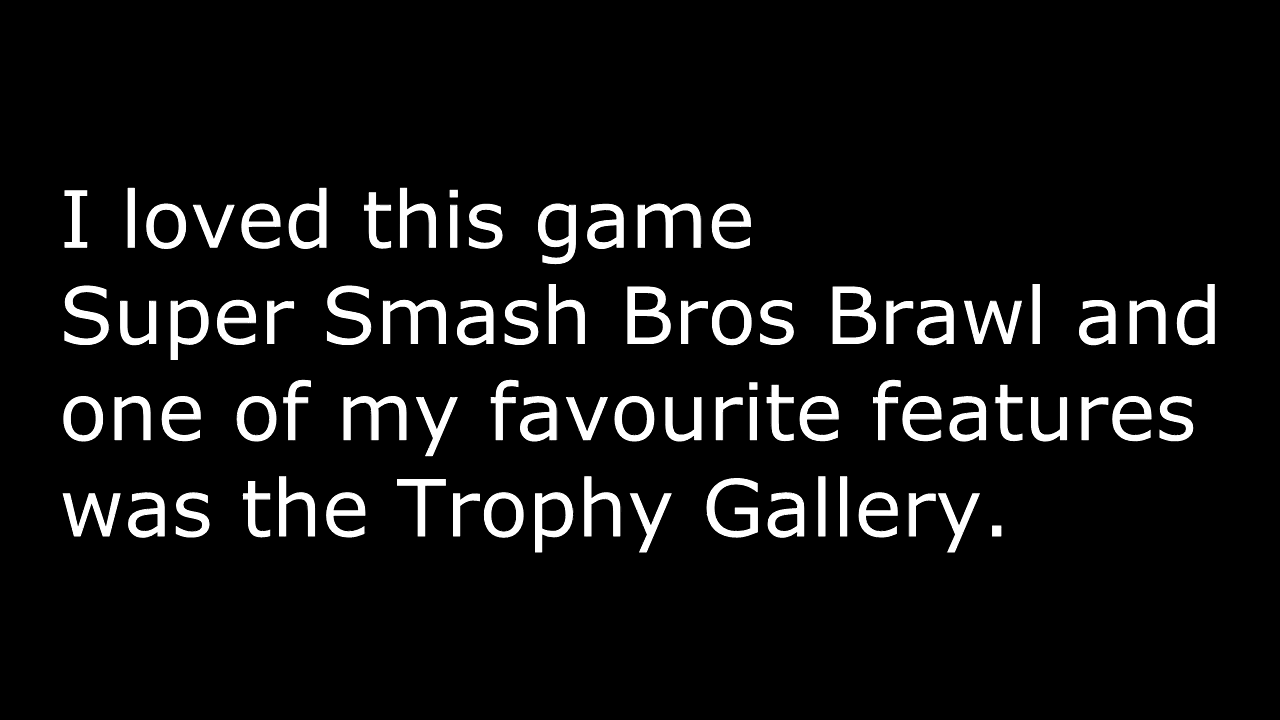 I loved this game
Super Smash Bros Brawl and
one of my favourite features
was the Trophy Gallery.